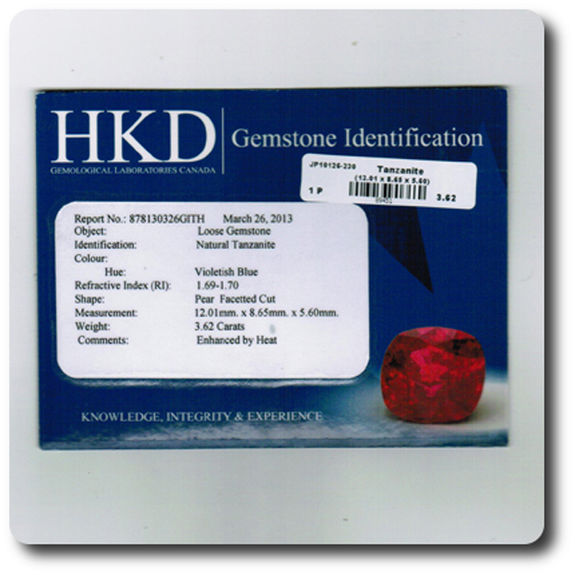 HKD Gemstone Identification
GEMOLOGICAL LABORATORIES CANADA
JP10126-230 Tanzanite
(12.01 x 8.65 x 5.60)
1 P 3.62
Report No.: 878130326GITH March 26, 2013
Object: Loose Gemstone
Identification: Natural Tanzanite
Colour:
Hue: Violetish Blue
Refractive Index (RI): 1.69-1.70
Shape: Pear Facetted Cut
Measurement: 12.01mm. x 8.65mm. x 5.60mm.
Weight: 3.62 Carats
Comments: Enhanced by Heat
KNOWLEDGE, INTEGRITY & EXPERIENCE